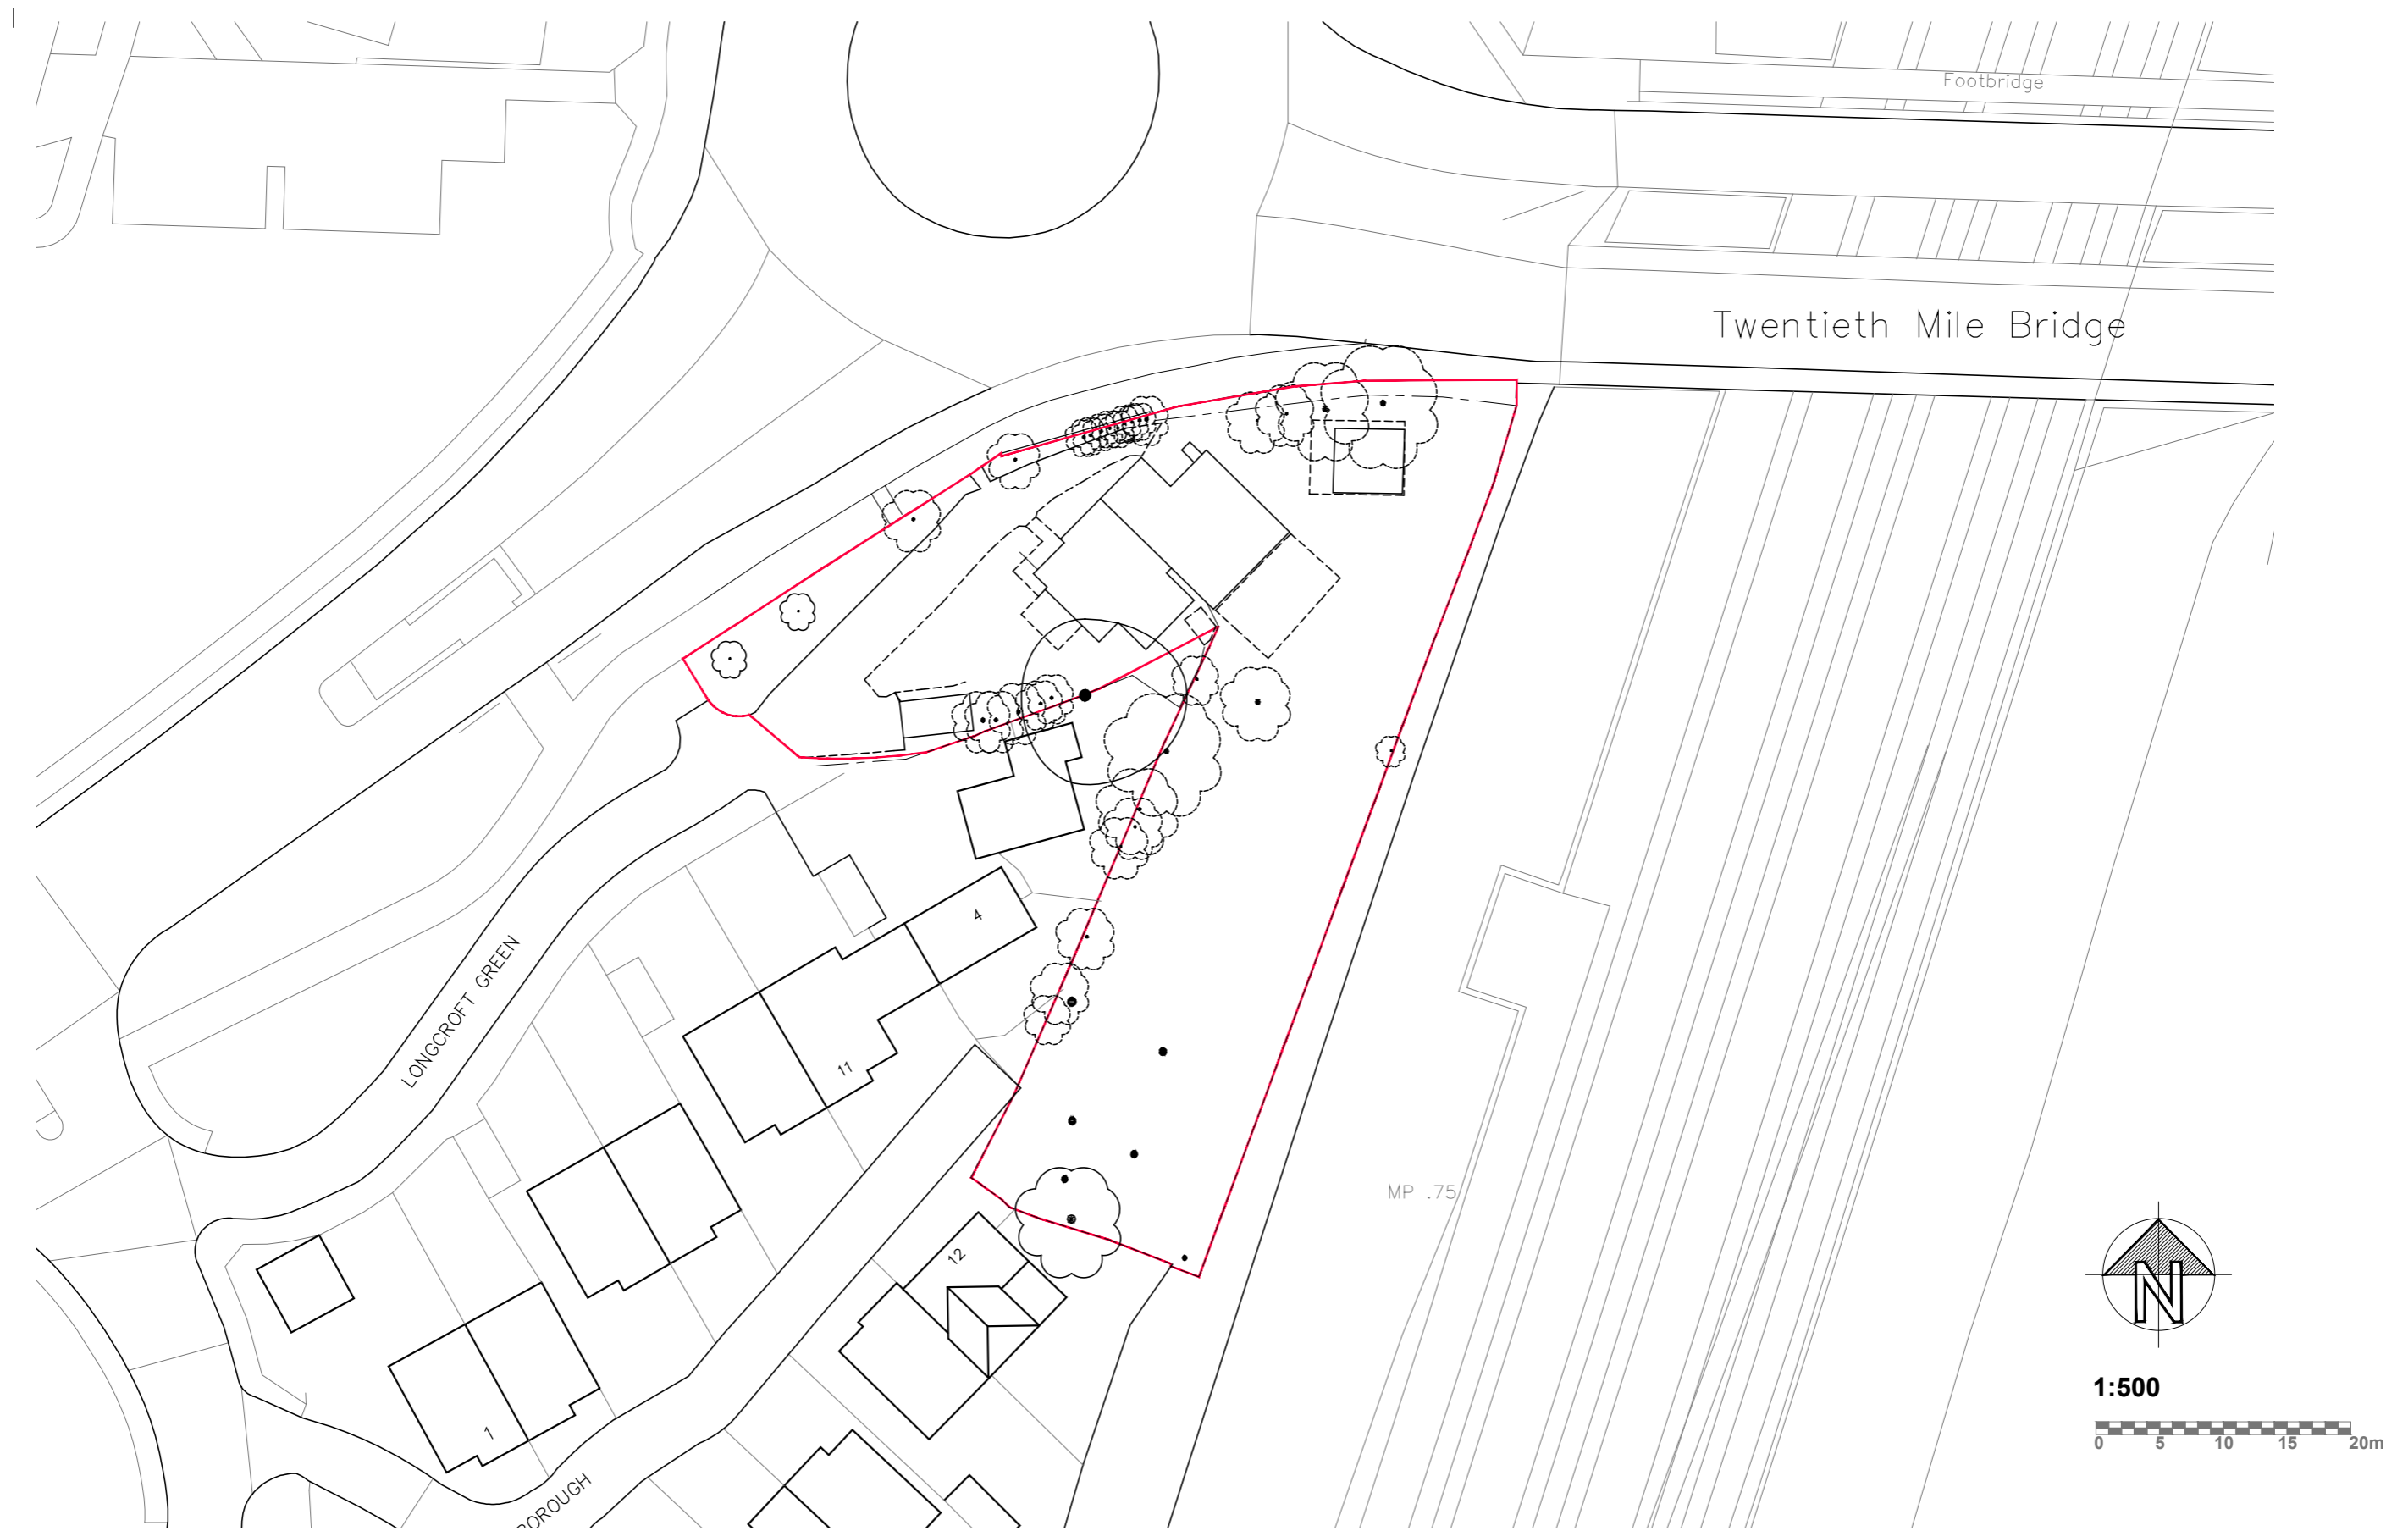 Footbridge
Twentieth Mile Bridge
LONGCROFT GREEN
4
11
12
1
BOROUGH
MP .75
N
1:500
0 5 10 15 20m